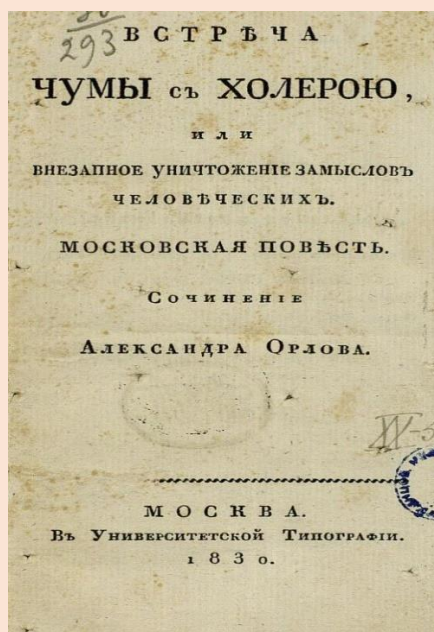 293
ВСТРѢЧА
ЧУМЫ съ ХОЛЕРОЮ,
или
ВНЕЗАПНОЕ УНИЧТОЖЕНІЕ ЗАМЫСЛОВЪ
ЧЕЛОВѢЧЕСКИХЪ.
МОСКОВСКАЯ ПОВѢСТЬ.
Сочиненіе
Александра Орлова.
МОСКВА.
Въ Университетской Типографіи.
1830.